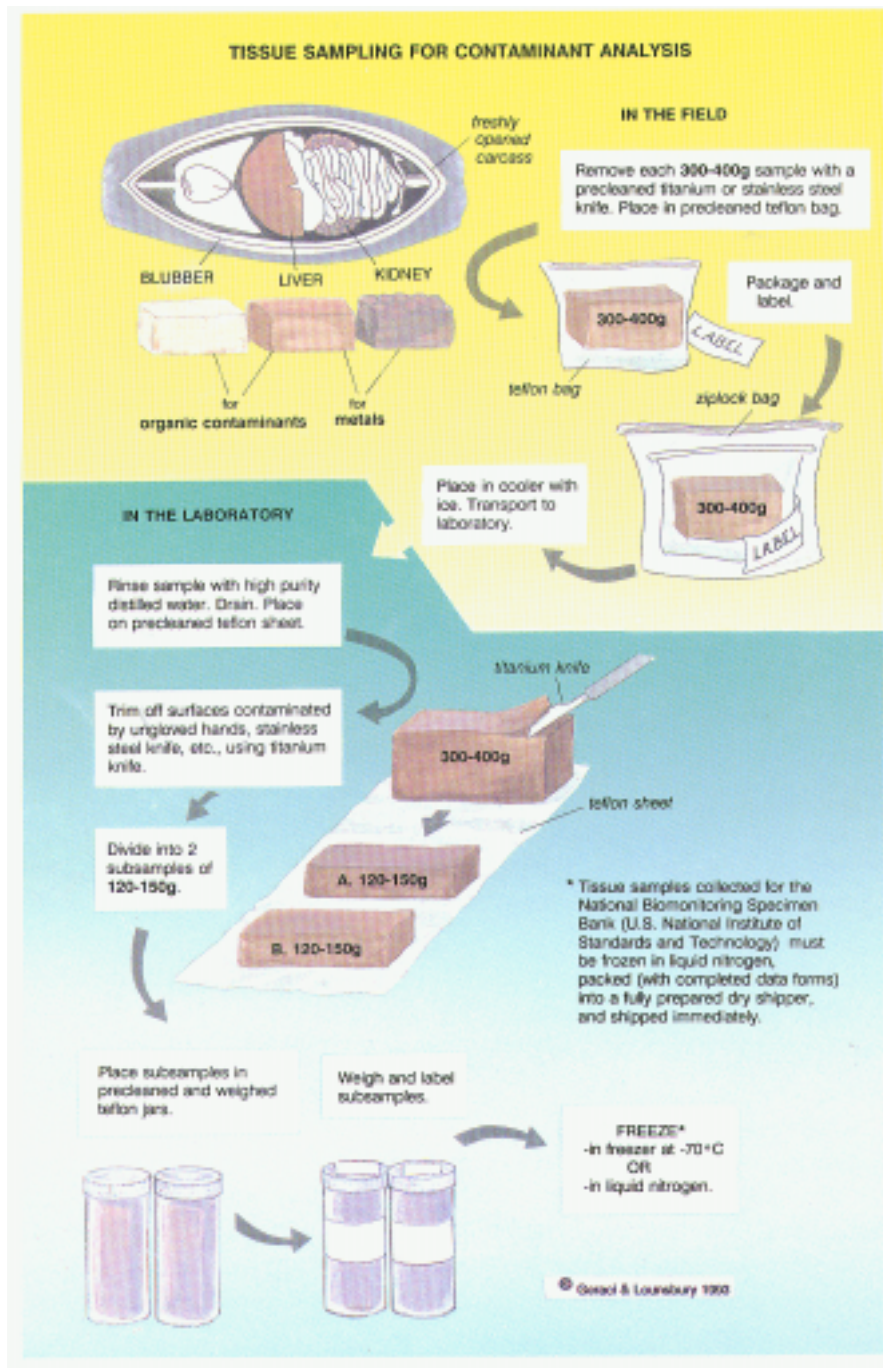 TISSUE SAMPLING FOR CONTAMINANT ANALYSIS
IN THE FIELD
freshly
opened
carcass
Remove each 300-400g sample with a
precleaned titanium or stainless steel
knife. Place in precleaned teflon bag.
BLUBBER
LIVER
KIDNEY
300-400g
LABEL
teflon bag
Package and
label.
for
organic contaminants
for
metals
ziplock bag
300-400g
LABEL
Place in cooler with
ice. Transport to
laboratory.
IN THE LABORATORY
Rinse sample with high purity
distilled water. Drain. Place
on precleaned teflon sheet.
titanium knife
Trim off surfaces contaminated
by ungloved hands, stainless
steel knife, etc., using titanium
knife.
300-400g
teflon sheet
Divide into 2
subsamples of
120-150g.
A. 120-150g
B. 120-150g
* Tissue samples collected for the
National Biomonitoring Specimen
Bank (U.S. National Institute of
Standards and Technology) must
be frozen in liquid nitrogen,
packed (with completed data forms)
into a fully prepared dry shipper,
and shipped immediately.
Place subsamples in
precleaned and weighed
teflon jars.
Weigh and label
subsamples.
FREEZE*
-in freezer at -70°C
OR
-in liquid nitrogen.
© Geraci & Lounsbury 1993